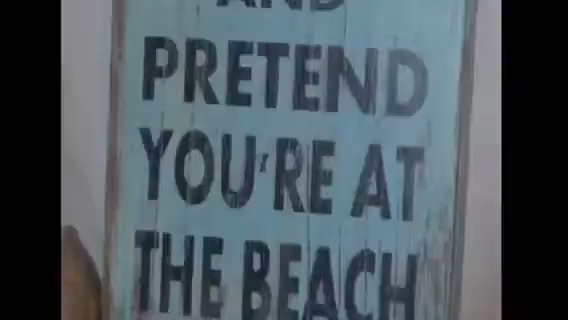 AND
PRETEND
YOU'RE AT
THE BEACH